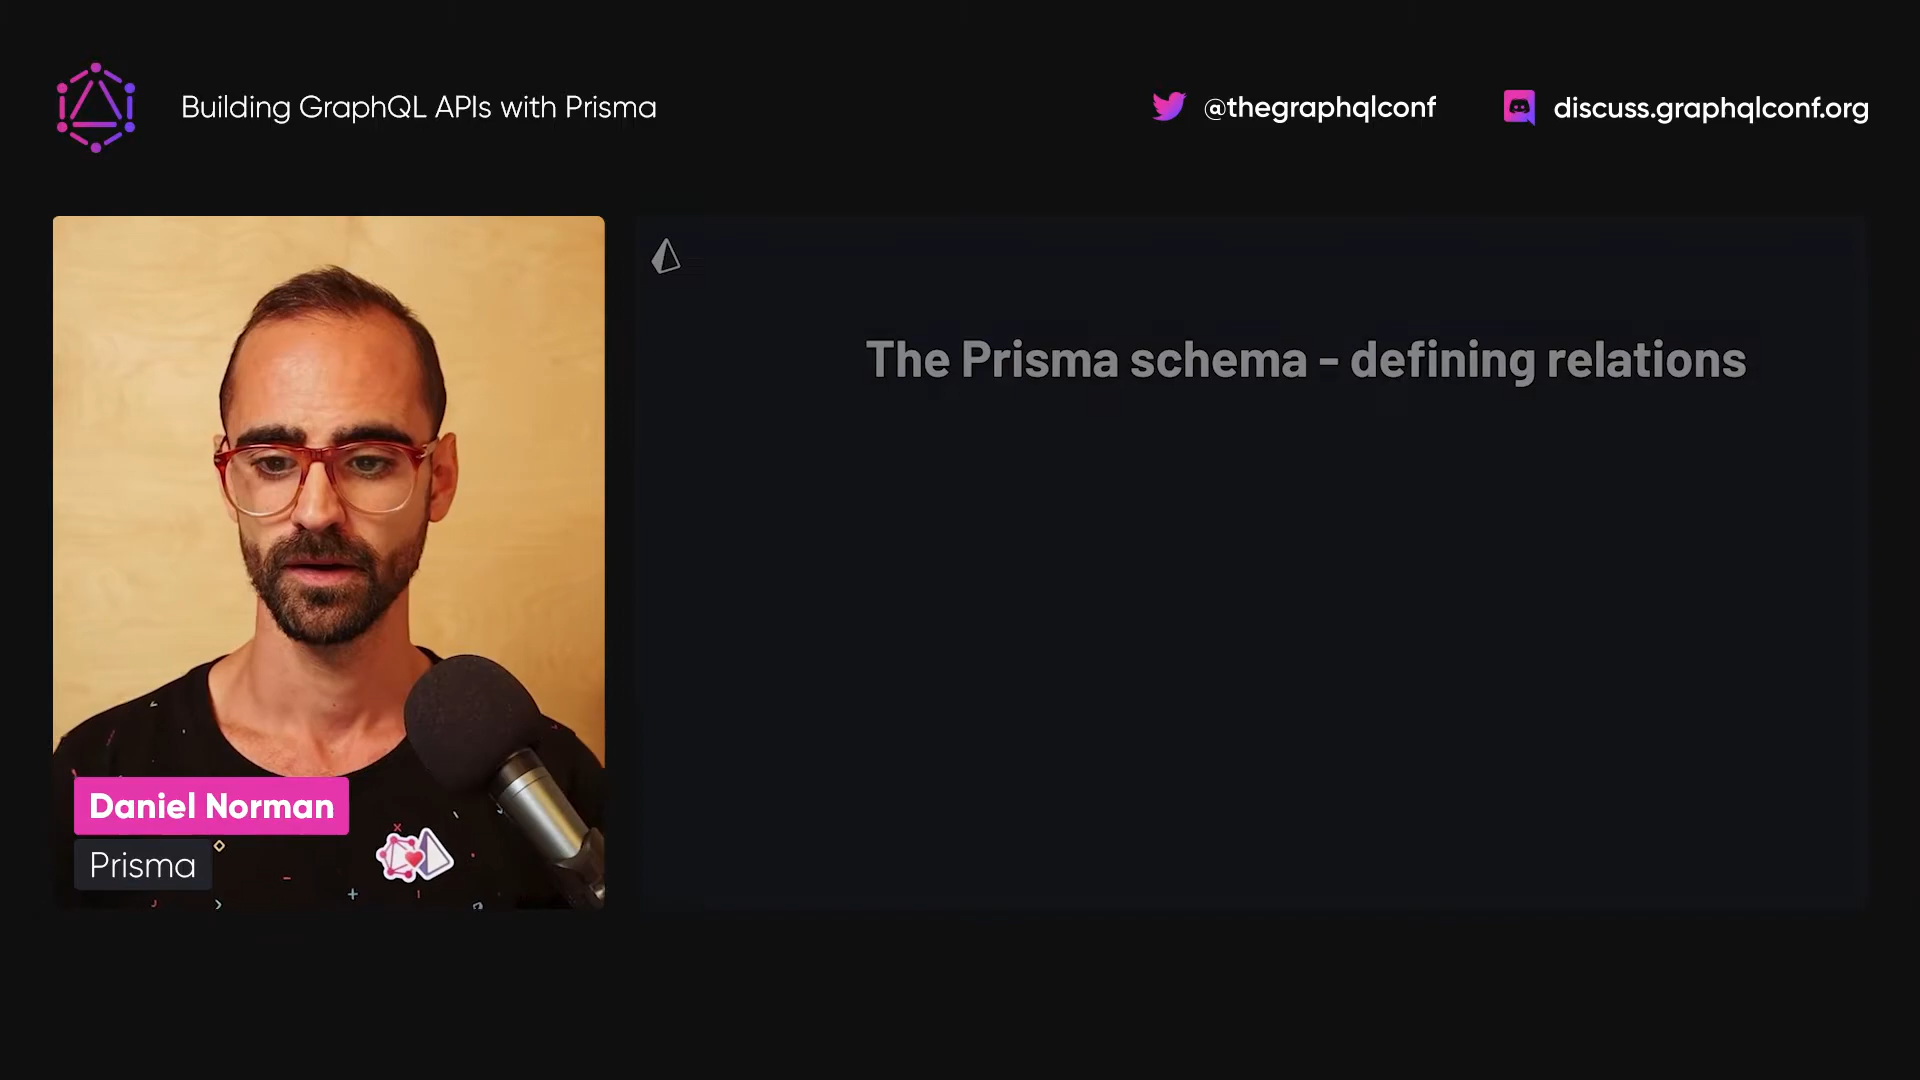 Building GraphQL APIs with Prisma
@thegraphqlconf
discuss.graphqlconf.org
The Prisma schema - defining relations
Daniel Norman
Prisma